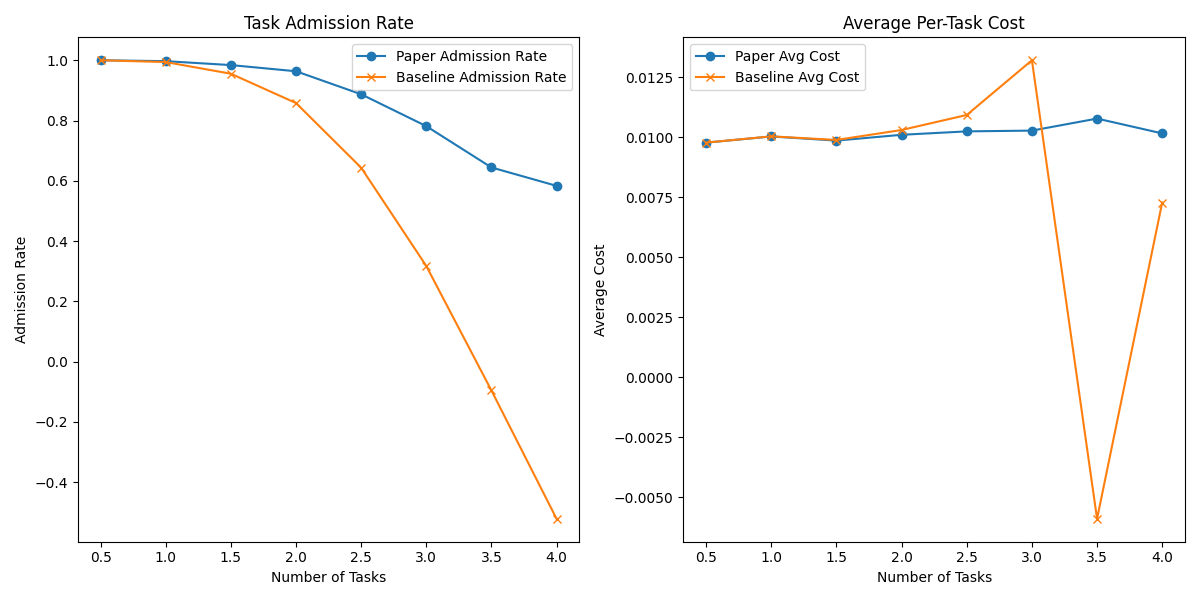 Task Admission Rate
Paper Admission Rate
Baseline Admission Rate
1.0
0.8
0.6
0.4
0.2
0.0
−0.2
−0.4
Admission Rate
0.5 1.0 1.5 2.0 2.5 3.0 3.5 4.0
Number of Tasks
Average Per-Task Cost
Paper Avg Cost
Baseline Avg Cost
0.0125
0.0100
0.0075
0.0050
0.0025
0.0000
−0.0025
−0.0050
Average Cost
0.5 1.0 1.5 2.0 2.5 3.0 3.5 4.0
Number of Tasks